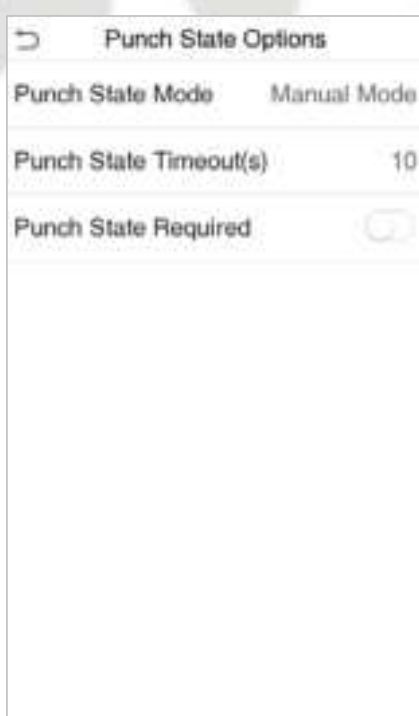 Punch State Options
Punch State Mode Manual Mode
Punch State Timeout(s) 10
Punch State Required